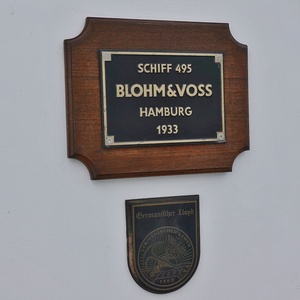 SCHIFF 495
BLOHM&VOSS
HAMBURG
1933
Germanischer Lloyd